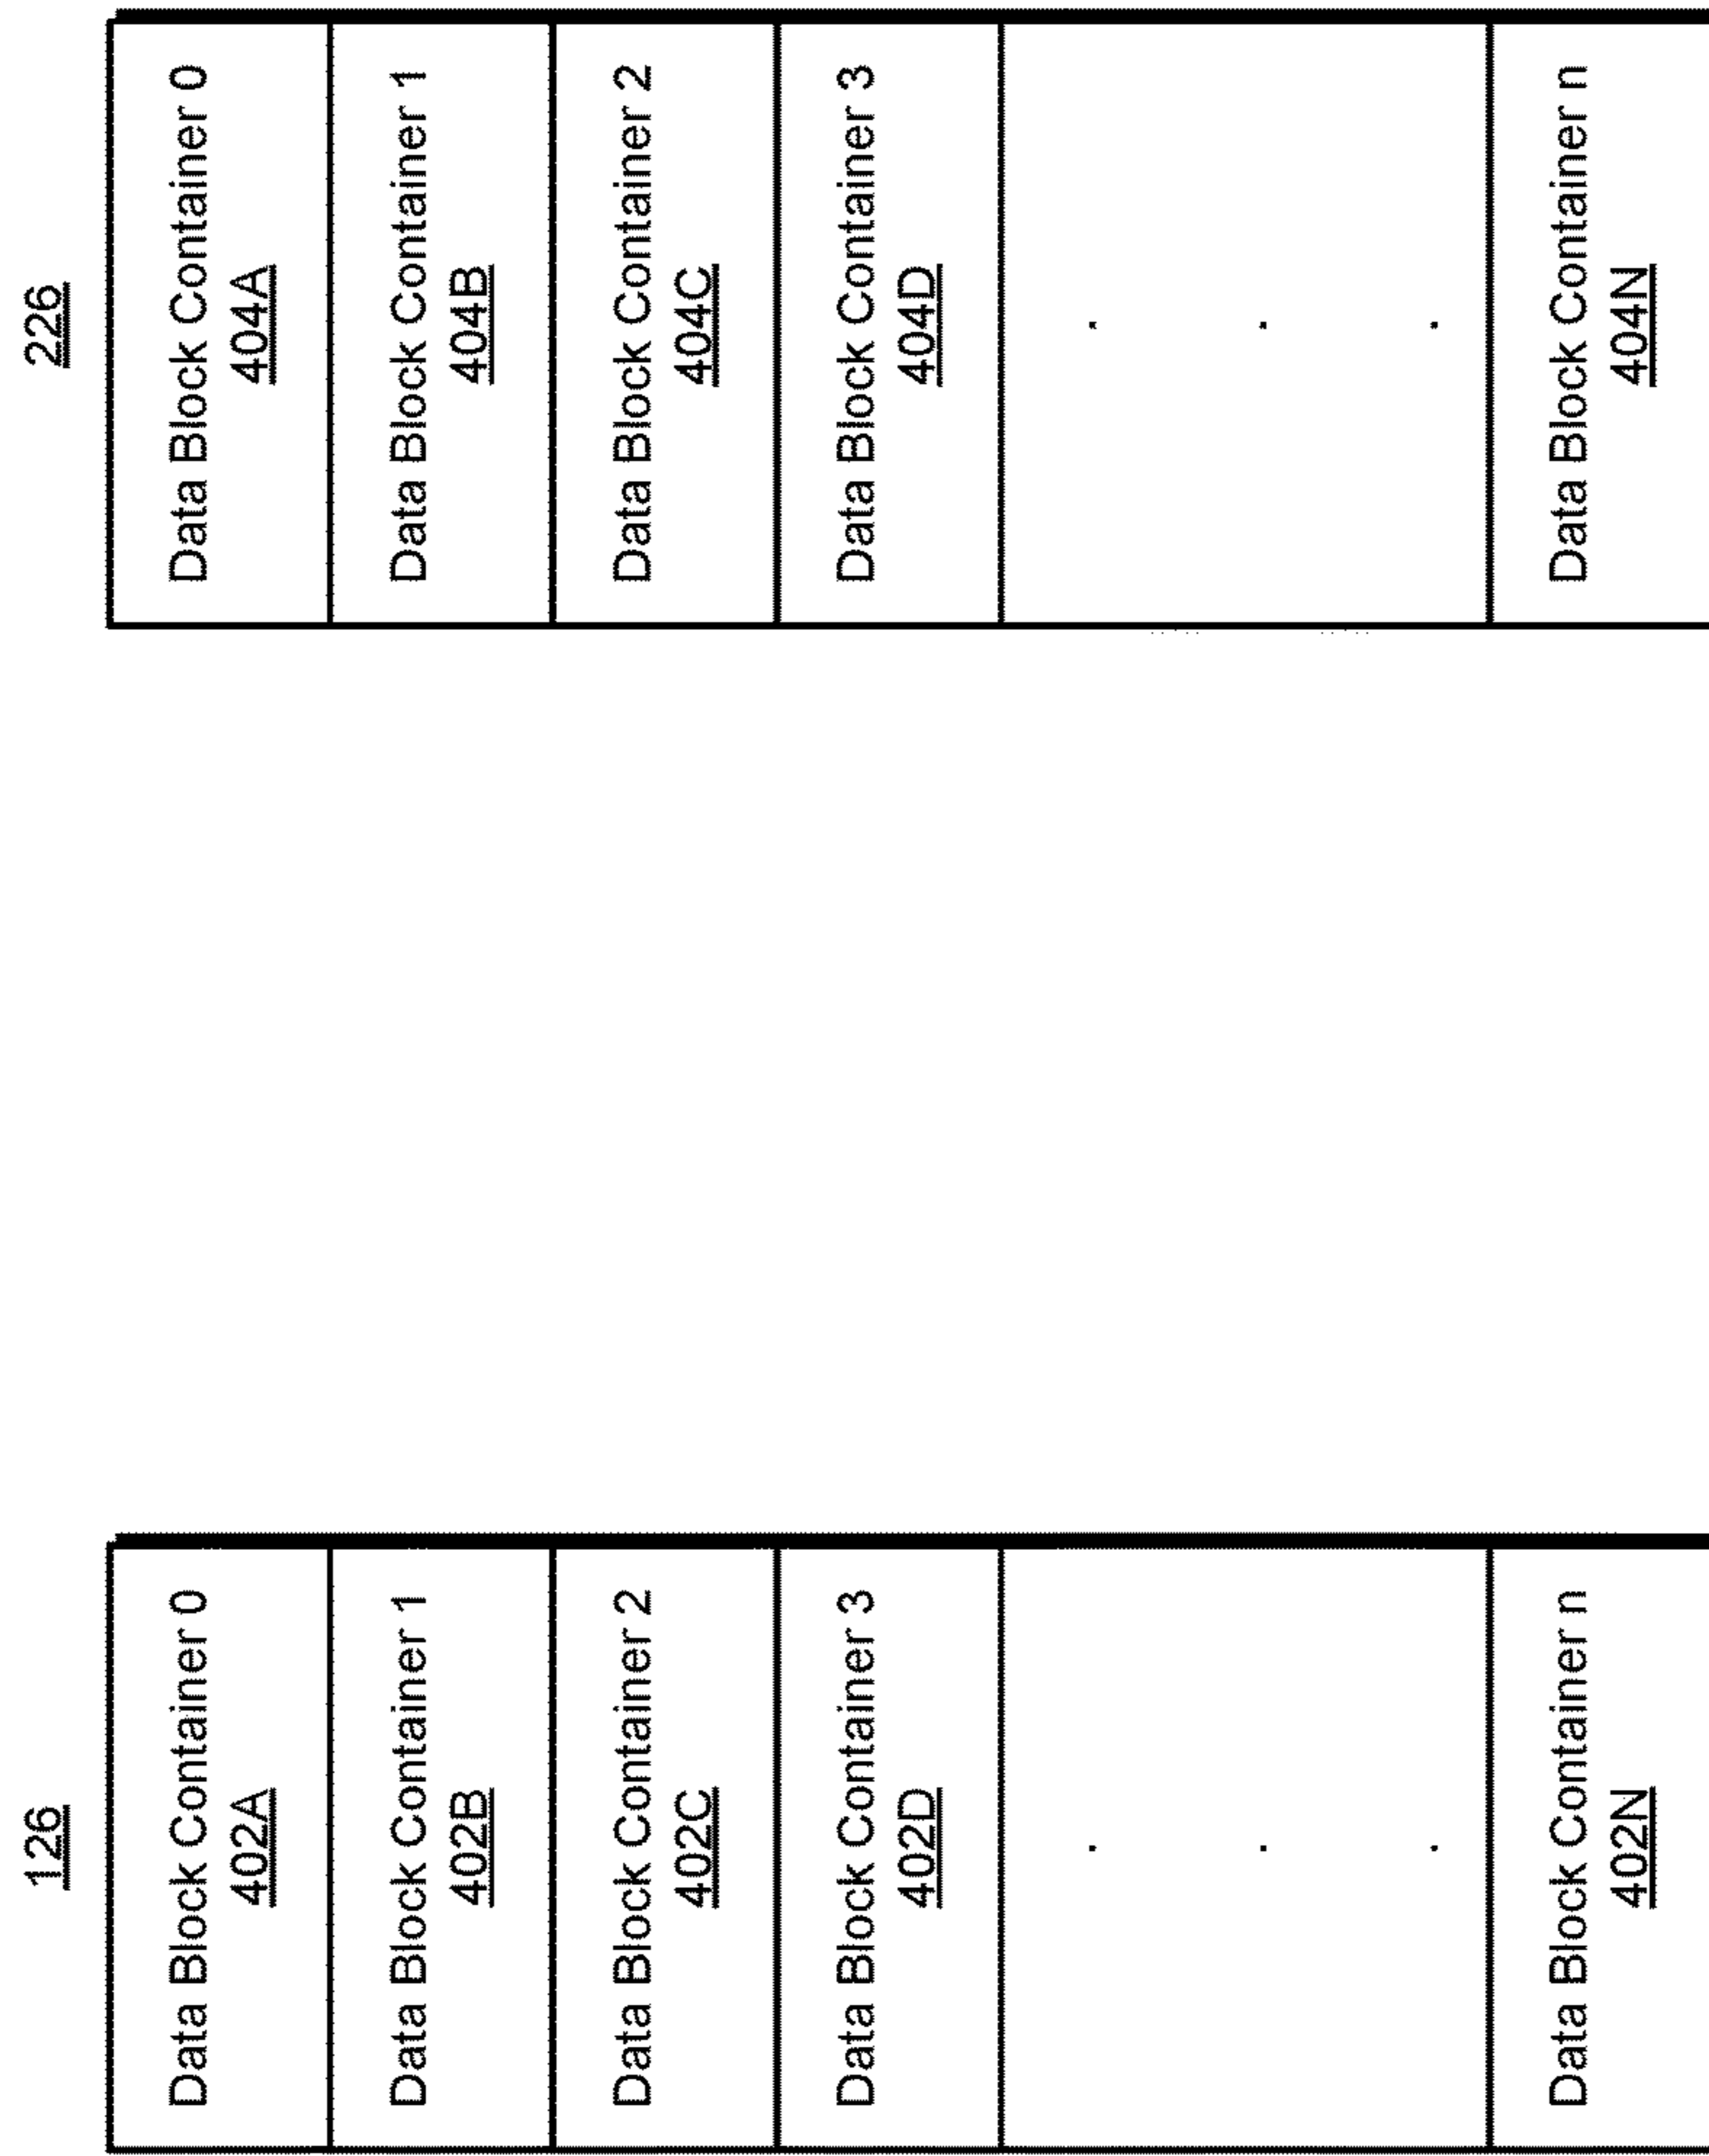 126
Data Block Container 0
402A
Data Block Container 1
402B
Data Block Container 2
402C
Data Block Container 3
402D
.
.
.
Data Block Container n
402N
226
Data Block Container 0
404A
Data Block Container 1
404B
Data Block Container 2
404C
Data Block Container 3
404D
.
.
.
Data Block Container n
404N